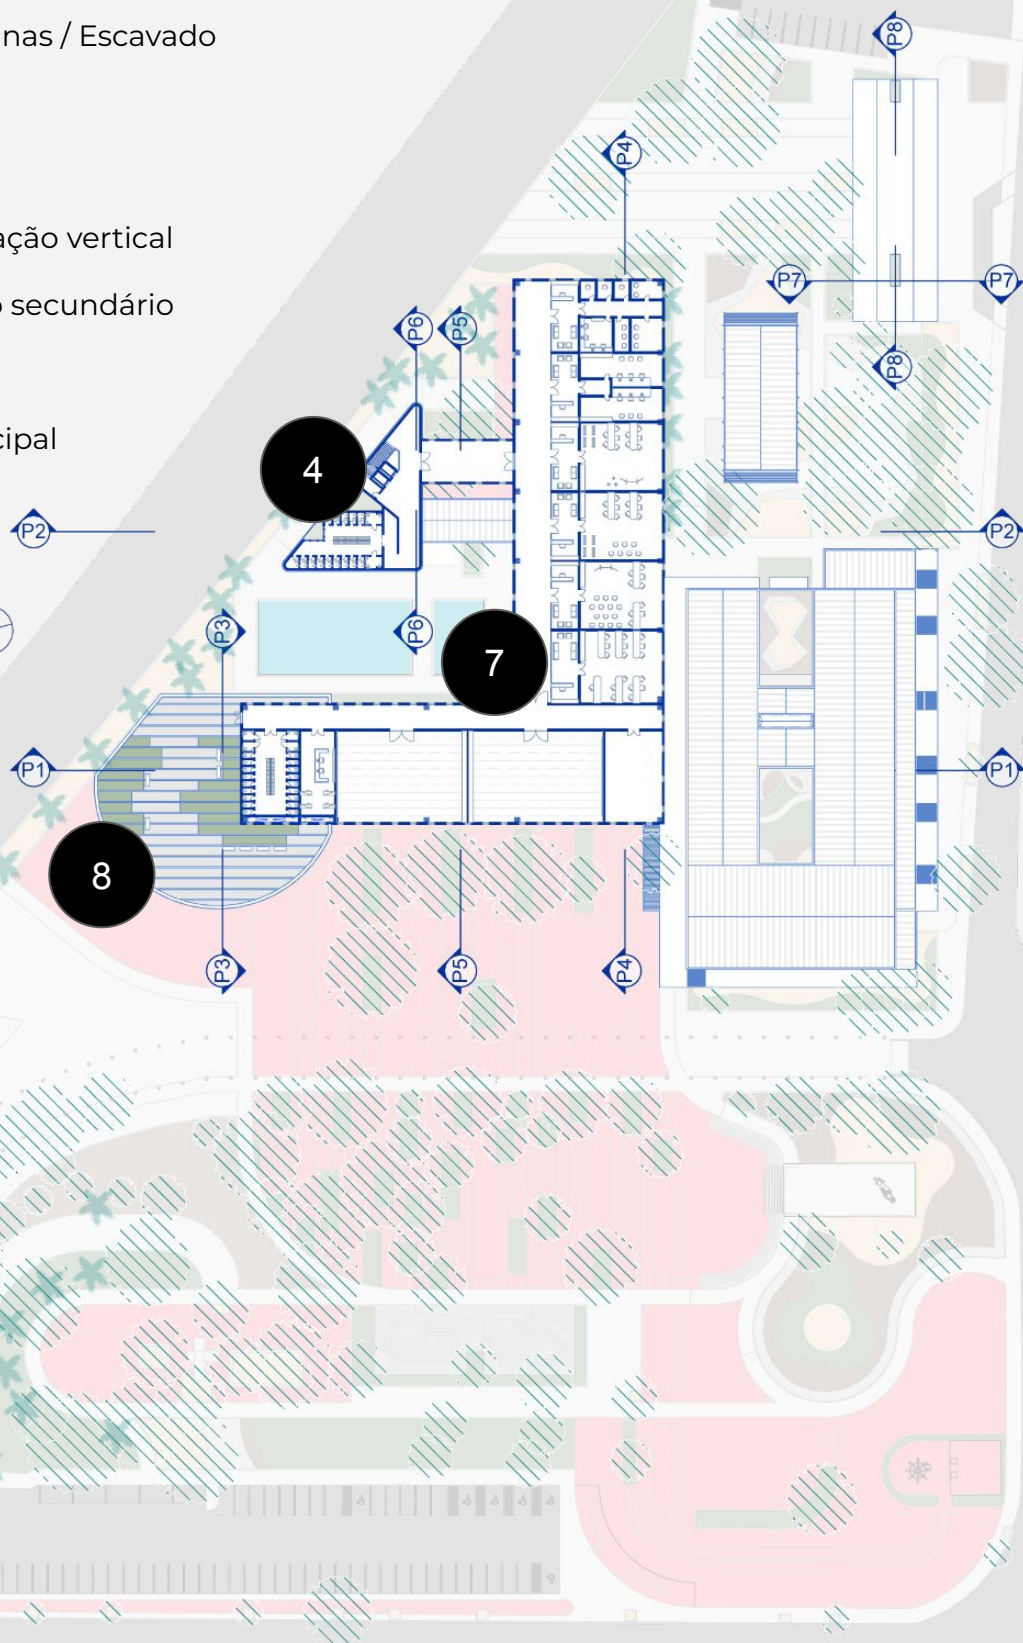 nas / Escavado
P8
P4
ação vertical
P7
P7
o secundário
P6
P5
P8
cipal
4
P2
P2
P3
P6
7
P1
P1
8
P3
P5
P4